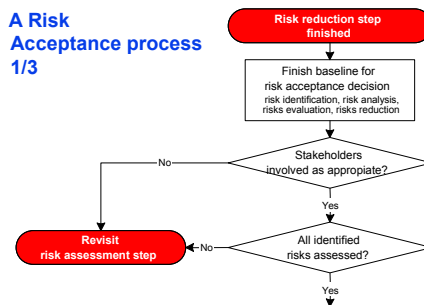 A Risk
Acceptance process
1/3
Risk reduction step
finished
Finish baseline for
risk acceptance decision
risk identification, risk analysis,
risks evaluation, risks reduction
Stakeholders
involved as appropiate?
No
Yes
Revisit
risk assessment step
No
All identified
risks assessed?
Yes